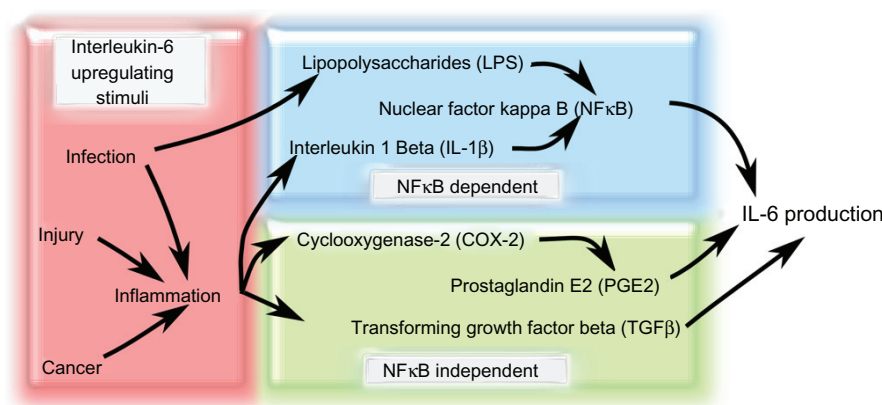 Interleukin-6
upregulating
stimuli
Infection
Injury
Inflammation
Cancer
Lipopolysaccharides (LPS)
Nuclear factor kappa B (NFκB)
Interleukin 1 Beta (IL-1β)
NFκB dependent
Cyclooxygenase-2 (COX-2)
Prostaglandin E2 (PGE2)
Transforming growth factor beta (TGFβ)
NFκB independent
IL-6 production